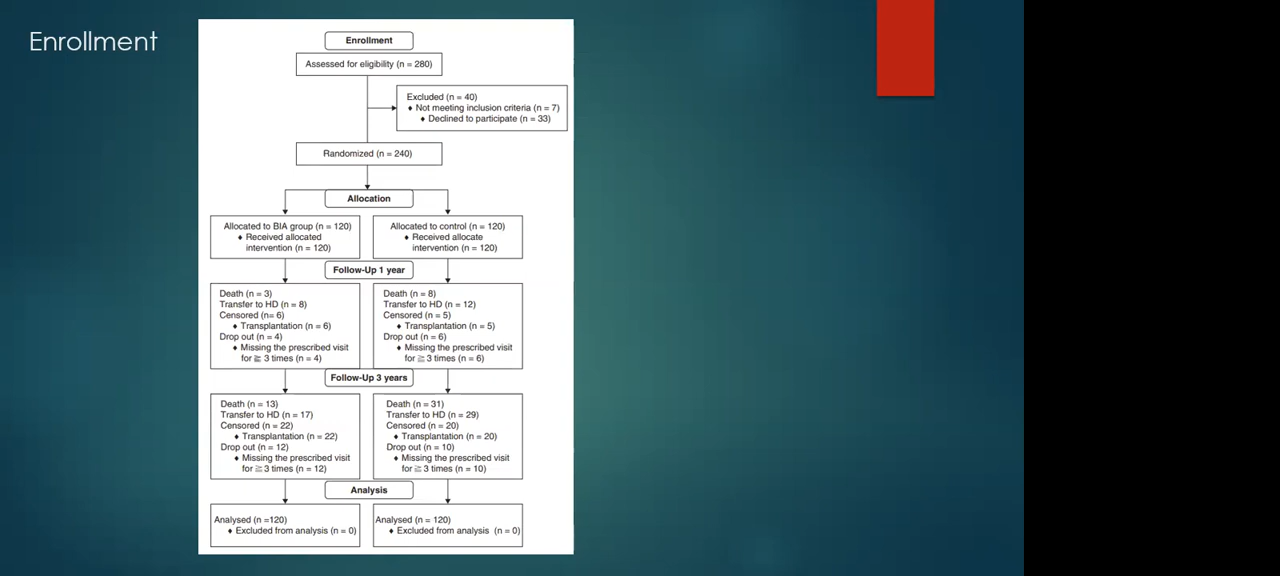 Enrollment
Enrollment
Assessed for eligibility (n = 280)
Excluded (n = 40)
♦ Not meeting inclusion criteria (n = 7)
♦ Declined to participate (n = 33)
Randomized (n = 240)
Allocation
Allocated to BIA group (n = 120)
♦ Received allocated
intervention (n = 120)
Allocated to control (n = 120)
♦ Received allocate
intervention (n = 120)
Follow-Up 1 year
Death (n = 3)
Transfer to HD (n = 8)
Censored (n= 6)
♦ Transplantation (n = 6)
Drop out (n = 4)
♦ Missing the prescribed visit
for ≧ 3 times (n = 4)
Death (n = 8)
Transfer to HD (n = 12)
Censored (n = 5)
♦ Transplantation (n = 5)
Drop out (n = 6)
♦ Missing the prescribed visit
for ≧ 3 times (n = 6)
Follow-Up 3 years
Death (n = 13)
Transfer to HD (n = 17)
Censored (n = 22)
♦ Transplantation (n = 22)
Drop out (n = 12)
♦ Missing the prescribed visit
for ≧ 3 times (n = 12)
Death (n = 31)
Transfer to HD (n = 29)
Censored (n = 20)
♦ Transplantation (n = 20)
Drop out (n = 10)
♦ Missing the prescribed visit
for ≧ 3 times (n = 10)
Analysis
Analysed (n =120)
♦ Excluded from analysis (n = 0)
Analysed (n = 120)
♦ Excluded from analysis (n = 0)